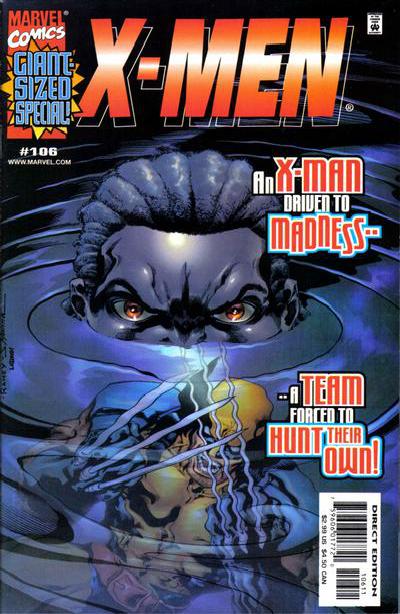 MARVEL
COMICS
GIANT-
SIZED
SPECIAL!
X-MEN®
#106
WWW.MARVEL.COM
AN X-MAN
DRIVEN TO
MADNESS--
--A TEAM
FORCED TO
HUNT THEIR
OWN!
DIRECT EDITION
10611
$2.99 US $4.50 CAN